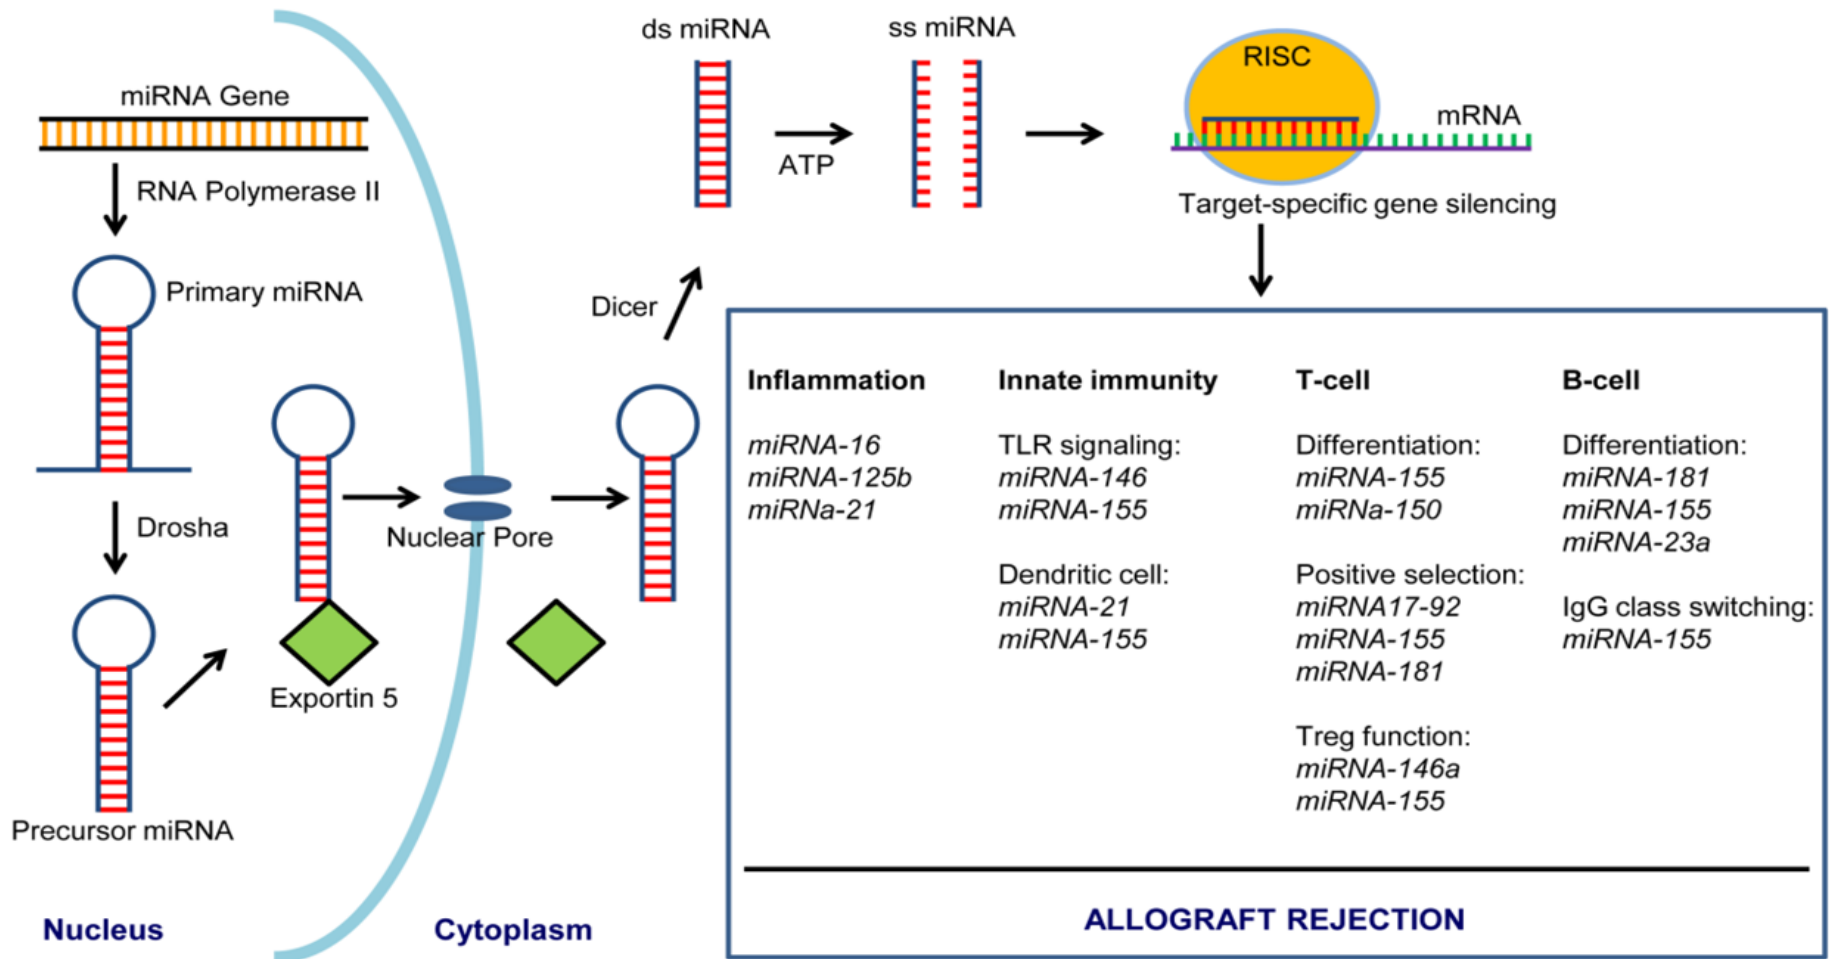 miRNA Gene
RNA Polymerase II
Primary miRNA
Drosha
Precursor miRNA
Exportin 5
Nuclear Pore
Nucleus
Cytoplasm
Dicer
ds miRNA
ATP
ss miRNA
RISC
mRNA
Target-specific gene silencing
Inflammation
miRNA-16
miRNA-125b
miRNa-21
Innate immunity
TLR signaling:
miRNA-146
miRNA-155
Dendritic cell:
miRNA-21
miRNA-155
T-cell
Differentiation:
miRNA-155
miRNa-150
Positive selection:
miRNA17-92
miRNA-155
miRNA-181
Treg function:
miRNA-146a
miRNA-155
B-cell
Differentiation:
miRNA-181
miRNA-155
miRNA-23a
IgG class switching:
miRNA-155
ALLOGRAFT REJECTION